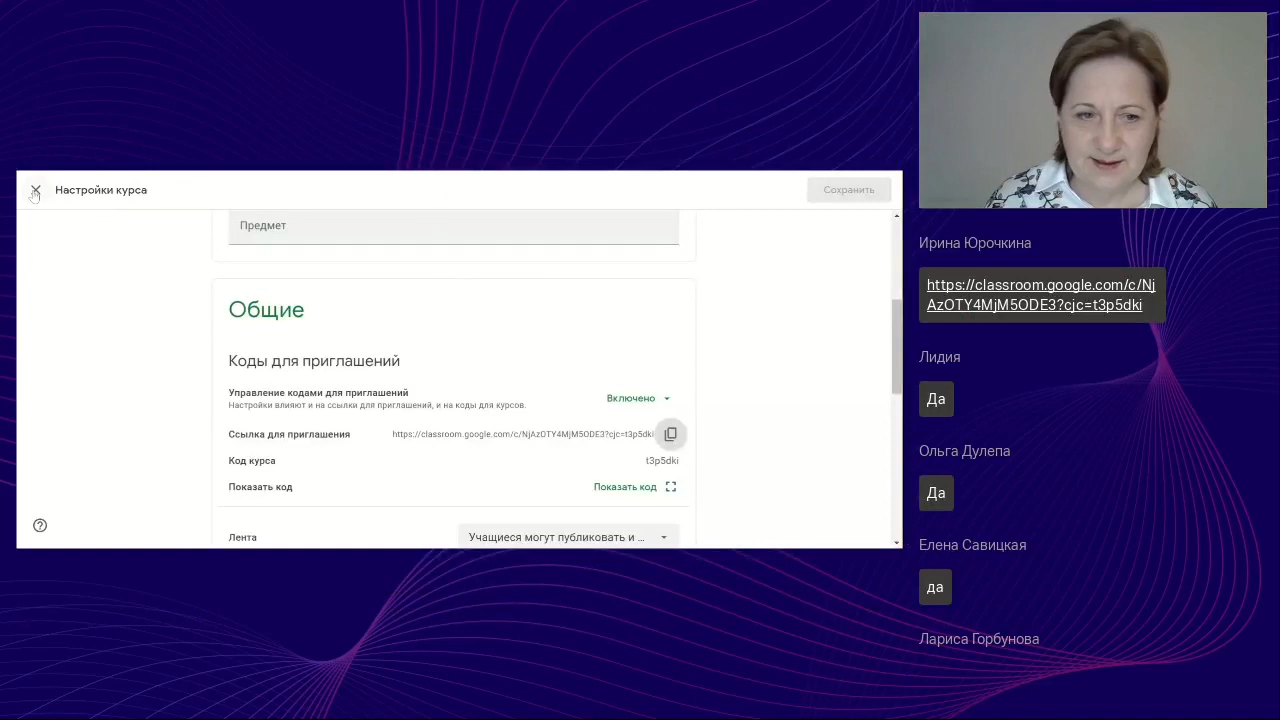 Настройки курса
Сохранить
Предмет
Общие
Коды для приглашений
Управление кодами для приглашений
Включено
Настройки влияют и на ссылки для приглашений, и на коды для курсов.
Ссылка для приглашения
https://classroom.google.com/c/NjAzOTY4MjM5ODE3?cjc=t3p5dki
Код курса
t3p5dki
Показать код
Показать код
Лента
Учащиеся могут публиковать и ...
Ирина Юрочкина
https://classroom.google.com/c/Nj
AzOTY4MjM5ODE3?cjc=t3p5dki
Лидия
Да
Ольга Дулепа
Да
Елена Савицкая
да
Лариса Горбунова